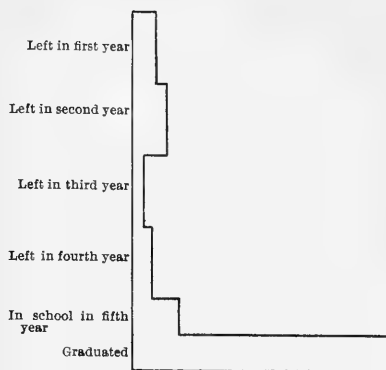 Left in first year
Left in second year
Left in third year
Left in fourth year
In school in fifth
year
Graduated